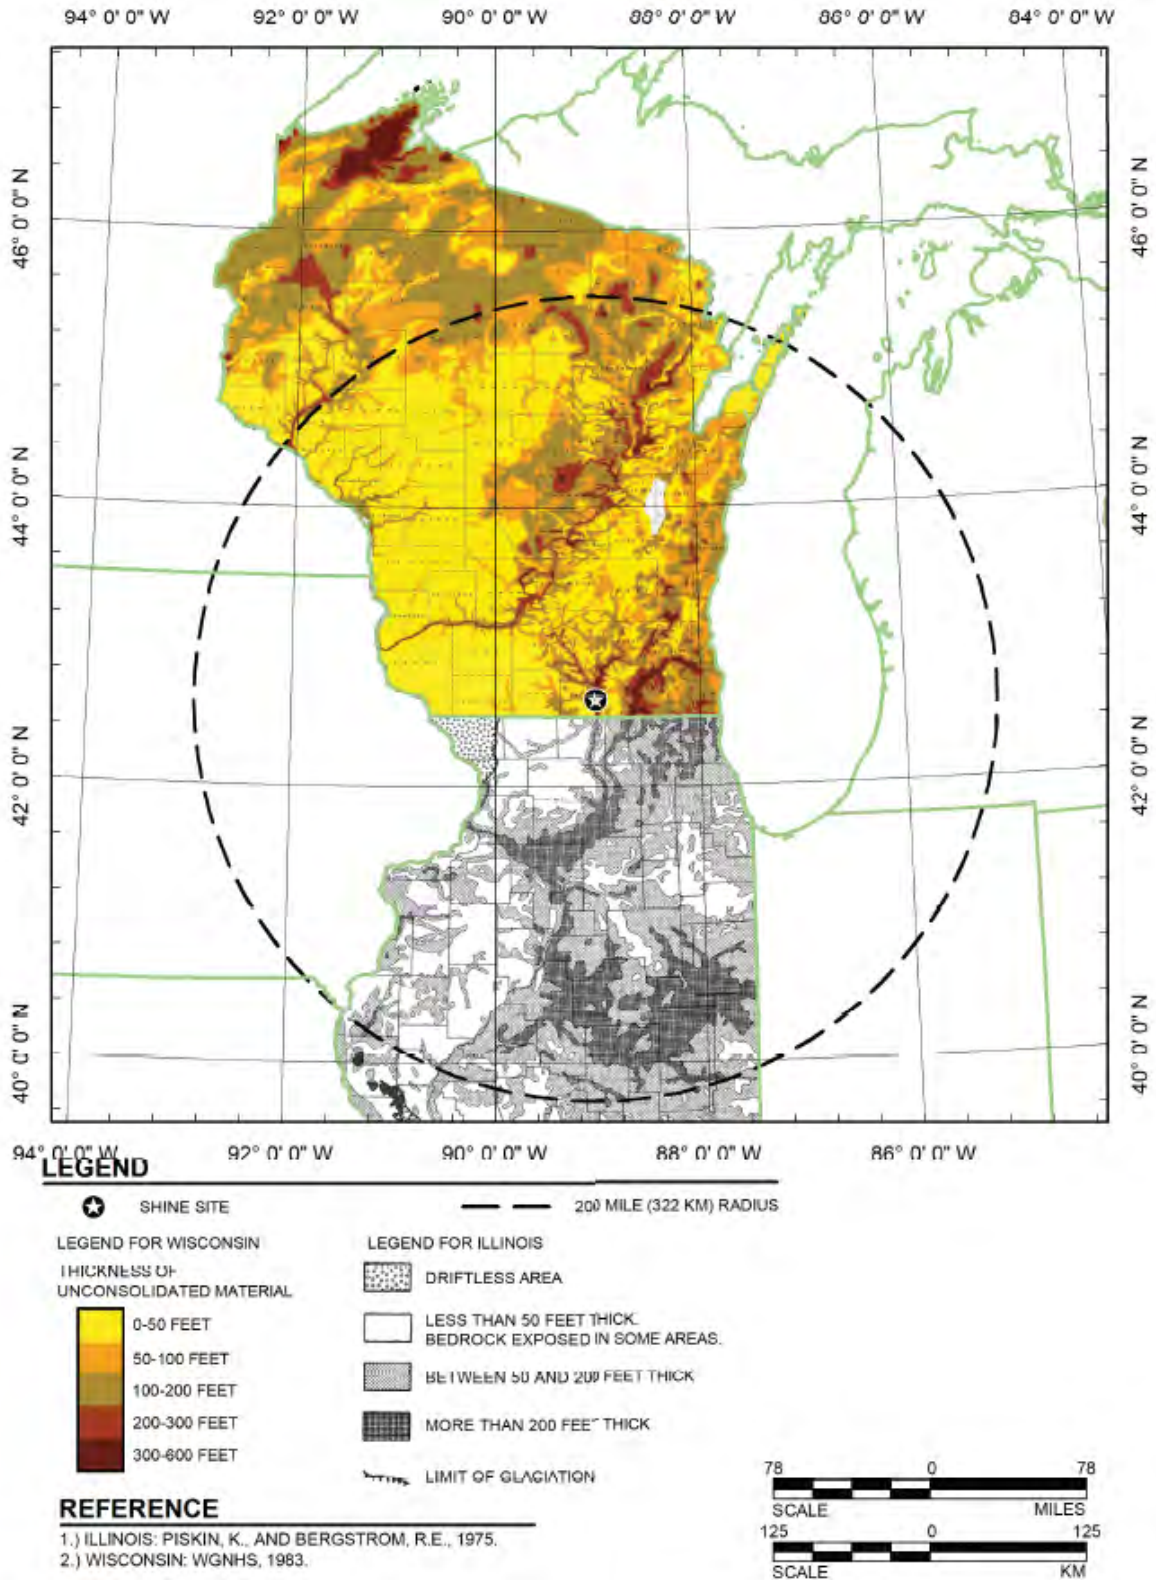 94° 0' 0" W 92° 0' 0" W 90° 0' 0" W 88° 0' 0" W 86° 0' 0" W 84° 0' 0" W
46° 0' 0" N 46° 0' 0" N
44° 0' 0" N 44° 0' 0" N
42° 0' 0" N 42° 0' 0" N
40° 0' 0" N 40° 0' 0" N
94° 0' 0" W 92° 0' 0" W 90° 0' 0" W 88° 0' 0" W 86° 0' 0" W
LEGEND
SHINE SITE 200 MILE (322 KM) RADIUS
LEGEND FOR WISCONSIN
THICKNESS OF
UNCONSOLIDATED MATERIAL
0-50 FEET
50-100 FEET
100-200 FEET
200-300 FEET
300-600 FEET
LEGEND FOR ILLINOIS
DRIFTLESS AREA
LESS THAN 50 FEET THICK.
BEDROCK EXPOSED IN SOME AREAS.
BETWEEN 50 AND 200 FEET THICK
MORE THAN 200 FEET THICK
LIMIT OF GLACIATION
78 0 78
SCALE MILES
125 0 125
SCALE KM
REFERENCE
1.) ILLINOIS: PISKIN, K., AND BERGSTROM, R.E., 1975.
2.) WISCONSIN: WGNHS, 1983.